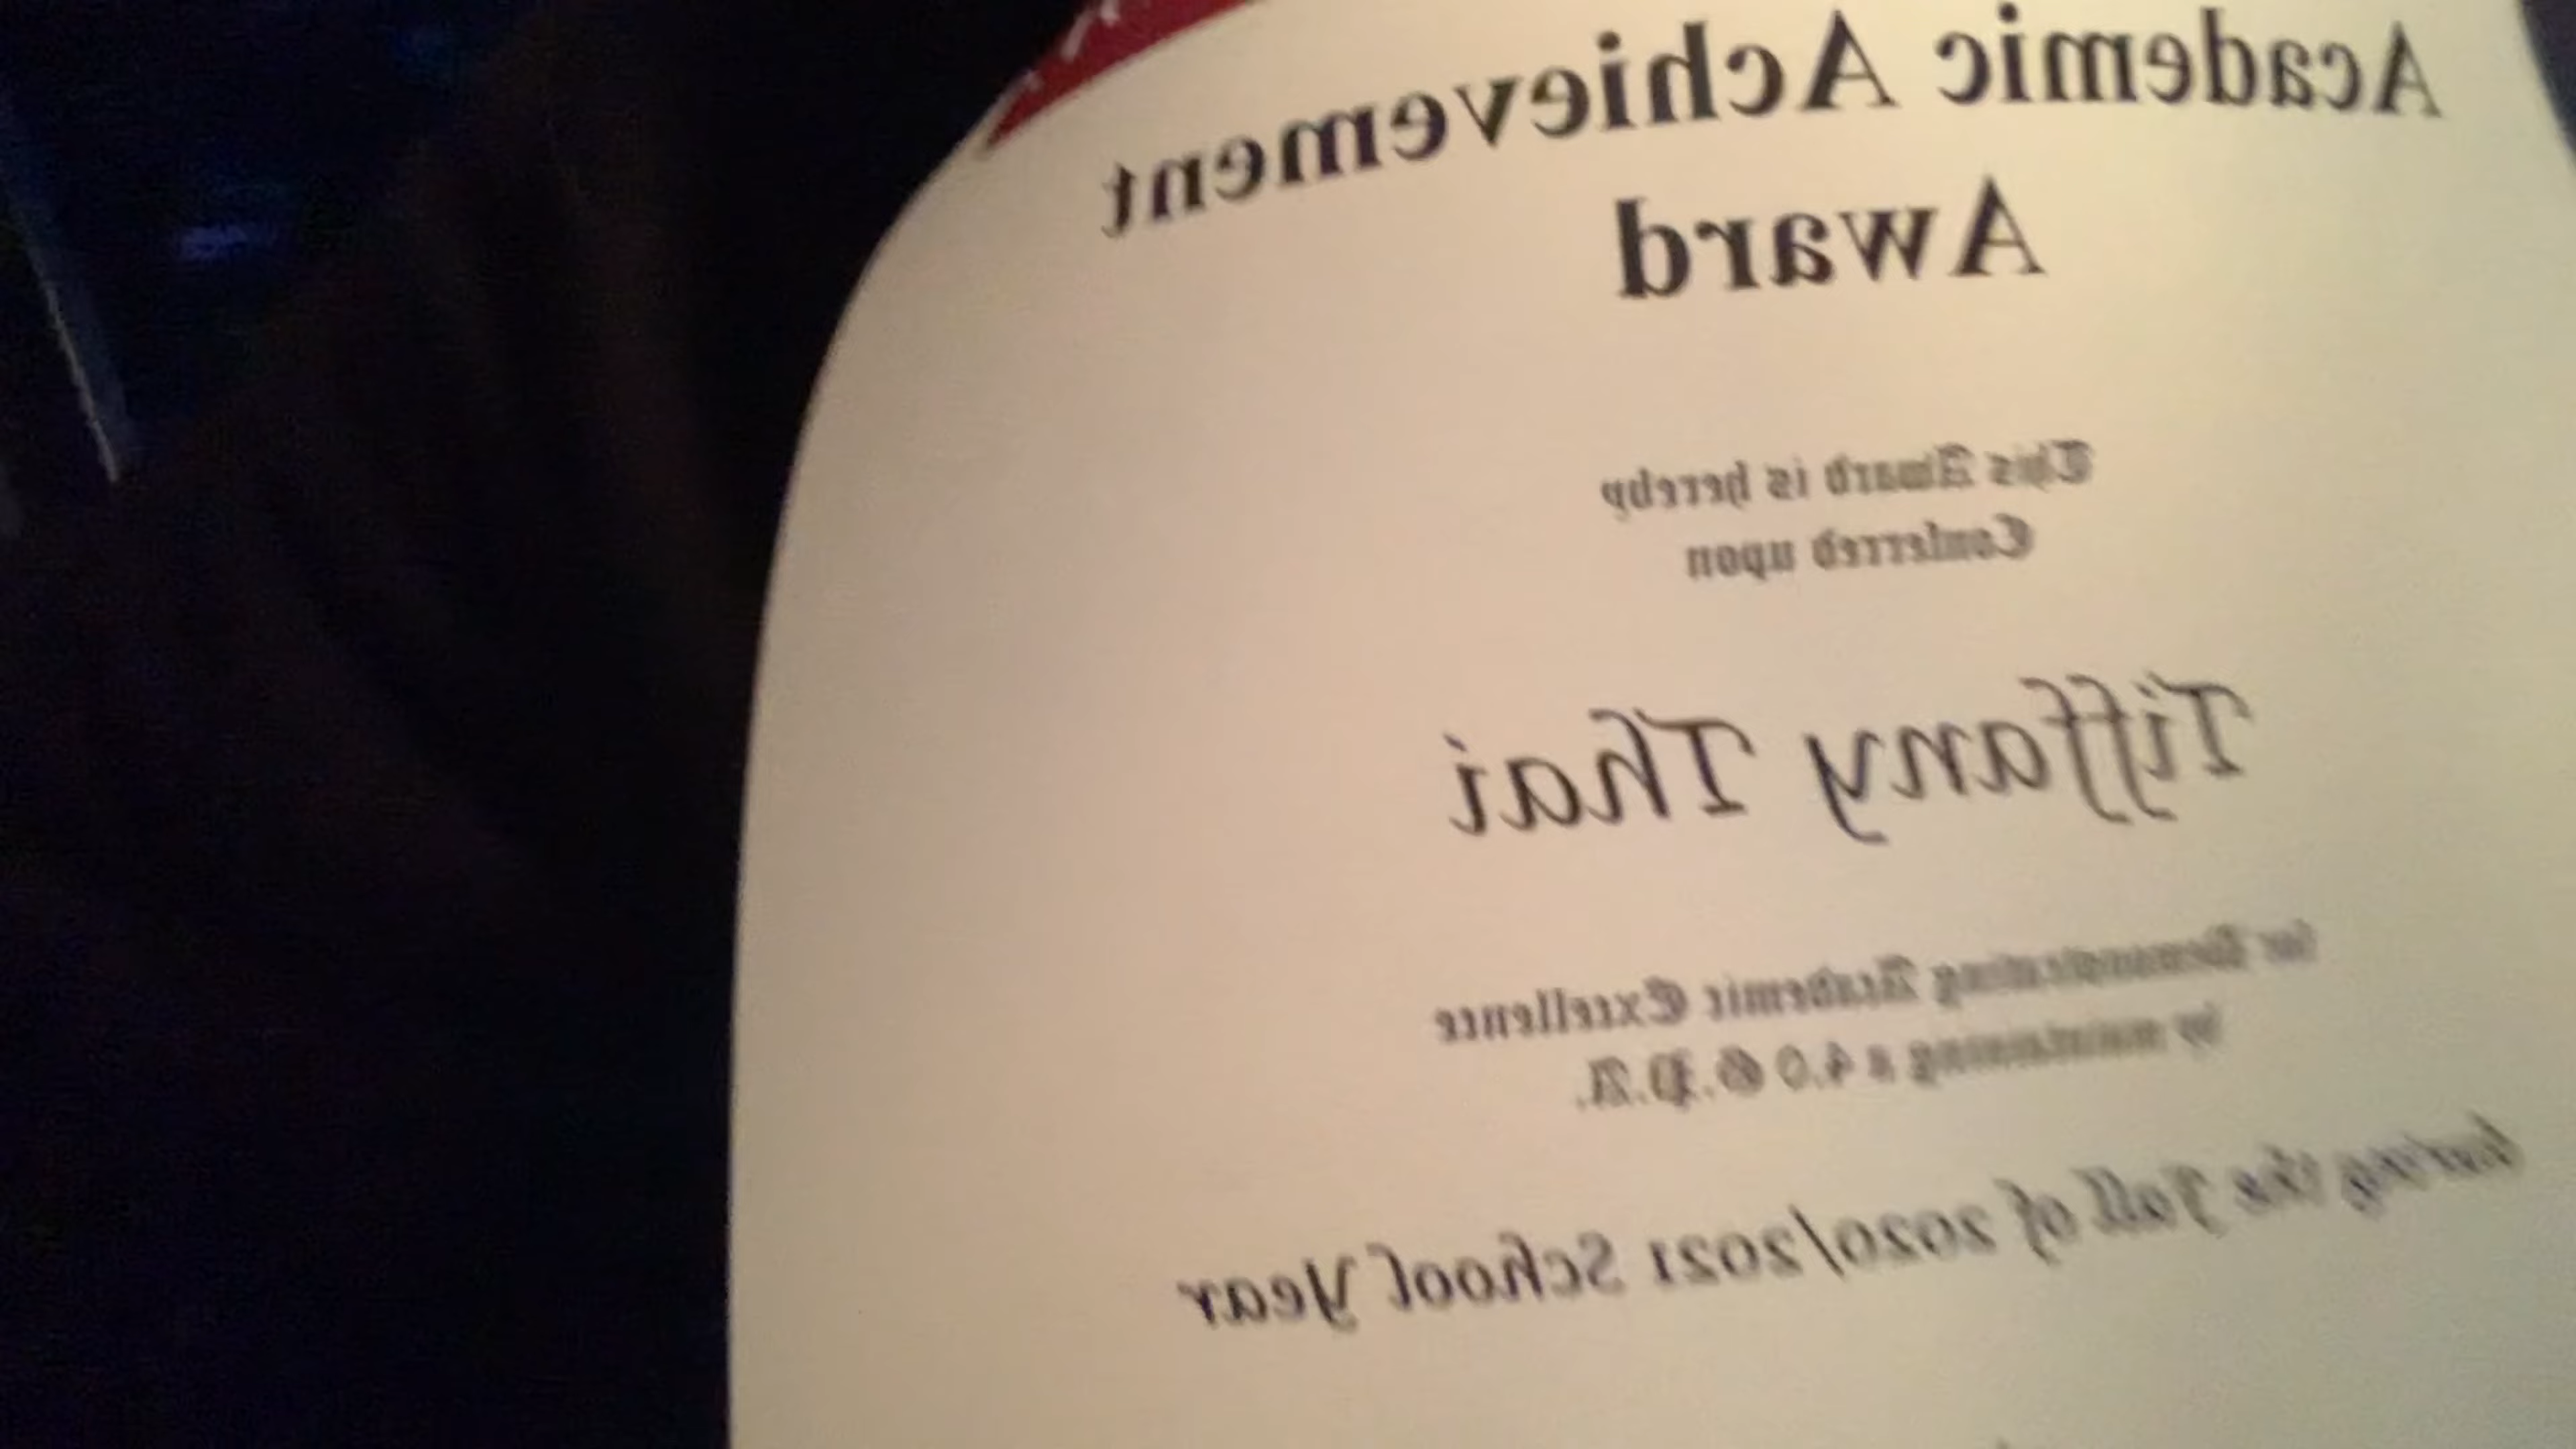 Academic Achievement
Award
This Award is hereby
Conferred upon
Tiffany Thai
for Demonstrating Academic Excellence
by maintaining a 4.0 G.P.A.
during the Fall of 2020/2021 School Year